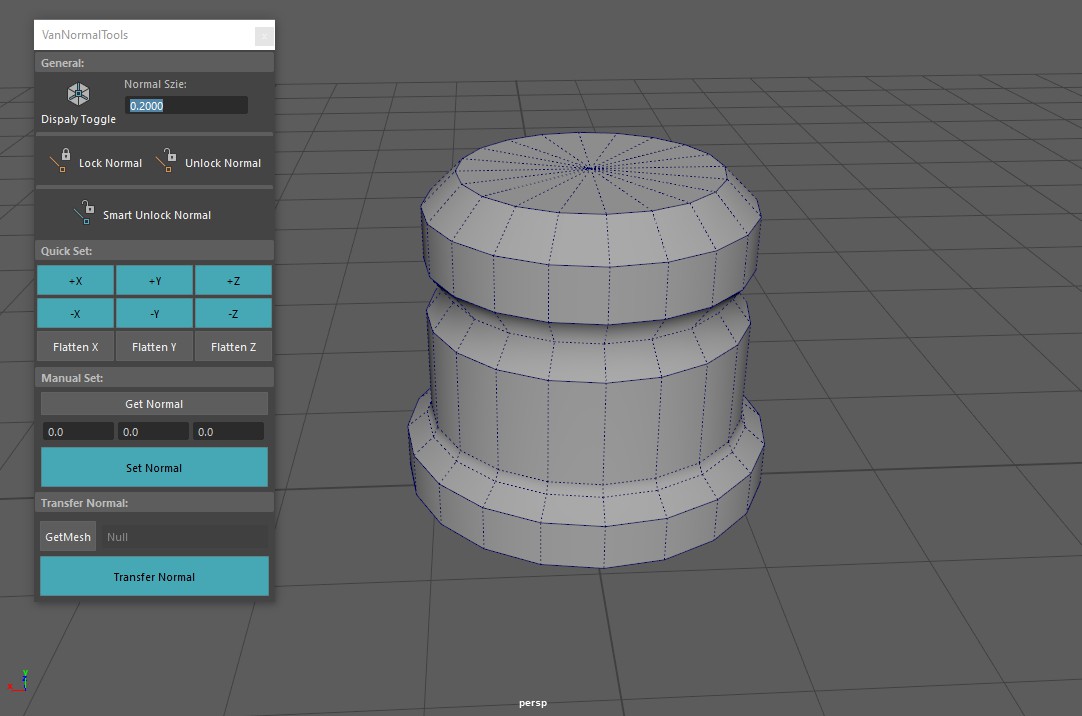 VanNormalTools
General:
Normal Szie:
0.2000
Dispaly Toggle
Lock Normal Unlock Normal
Smart Unlock Normal
Quick Set:
+X +Y +Z
-X -Y -Z
Flatten X Flatten Y Flatten Z
Manual Set:
Get Normal
0.0 0.0 0.0
Set Normal
Transfer Normal:
GetMesh Null
Transfer Normal
persp